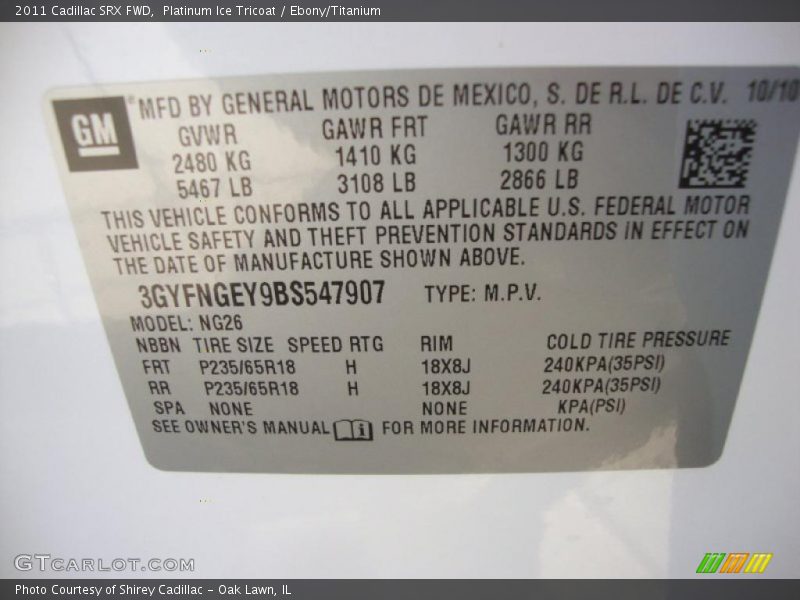 2011 Cadillac SRX FWD,  Platinum Ice Tricoat / Ebony/Titanium
GM
® MFD BY GENERAL MOTORS DE MEXICO, S. DE R.L. DE C.V. 10/10
GVWR GAWR FRT GAWR RR
2480 KG 1410 KG 1300 KG
5467 LB 3108 LB 2866 LB
THIS VEHICLE CONFORMS TO ALL APPLICABLE U.S. FEDERAL MOTOR
VEHICLE SAFETY AND THEFT PREVENTION STANDARDS IN EFFECT ON
THE DATE OF MANUFACTURE SHOWN ABOVE.
3GYFNGEY9BS547907 TYPE: M.P.V.
MODEL: NG26
NBBN TIRE SIZE SPEED RTG RIM COLD TIRE PRESSURE
FRT P235/65R18 H 18X8J 240KPA(35PSI)
RR P235/65R18 H 18X8J 240KPA(35PSI)
SPA NONE NONE KPA(PSI)
SEE OWNER'S MANUAL FOR MORE INFORMATION.
GTCARLOT.COM
Photo Courtesy of Shirey Cadillac - Oak Lawn, IL